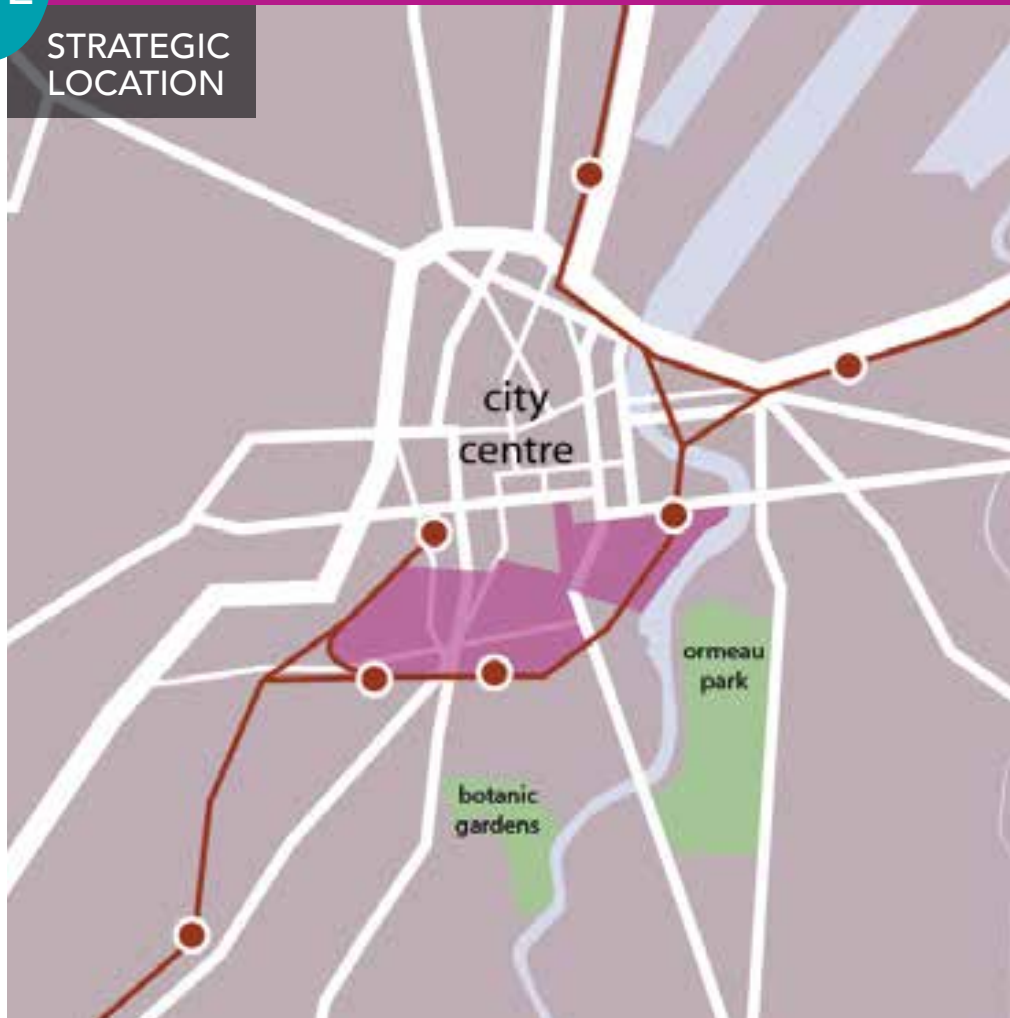 STRATEGIC
LOCATION
city
centre
ormeau
park
botanic
gardens